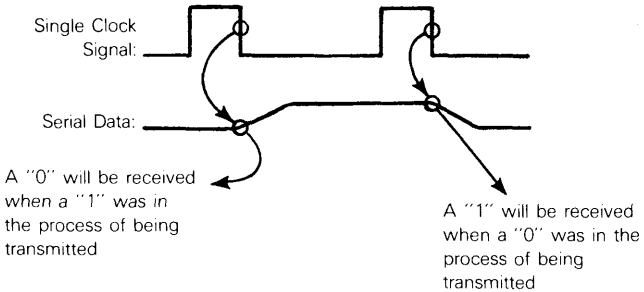 Single Clock
Signal:
Serial Data:
A "0" will be received
when a "1" was in
the process of being
transmitted
A "1" will be received
when a "0" was in the
process of being
transmitted